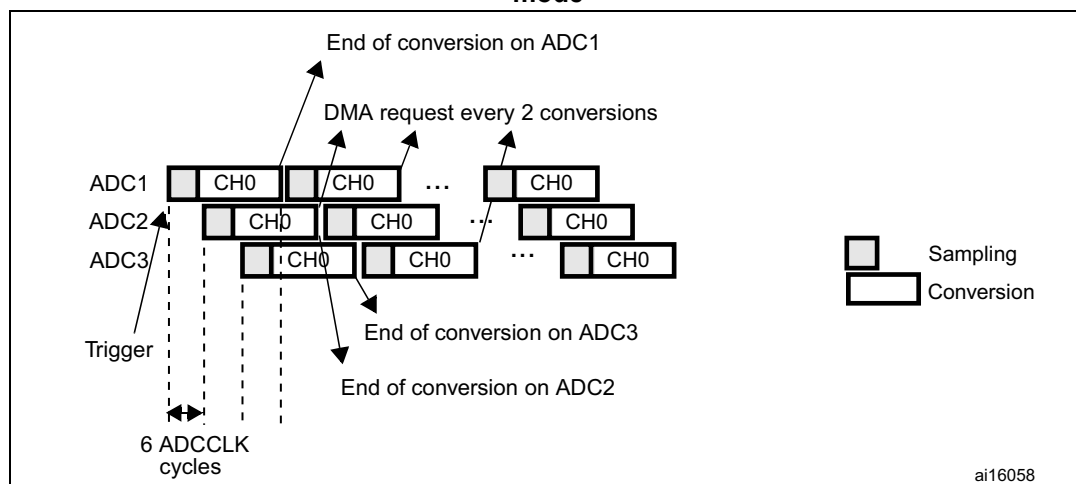 mode
End of conversion on ADC1
DMA request every 2 conversions
ADC1 CH0 CH0 ... CH0
ADC2 CH0 CH0 ... CH0
ADC3 CH0 CH0 ... CH0
Sampling
Conversion
End of conversion on ADC3
Trigger
End of conversion on ADC2
6 ADCCLK
cycles
ai16058